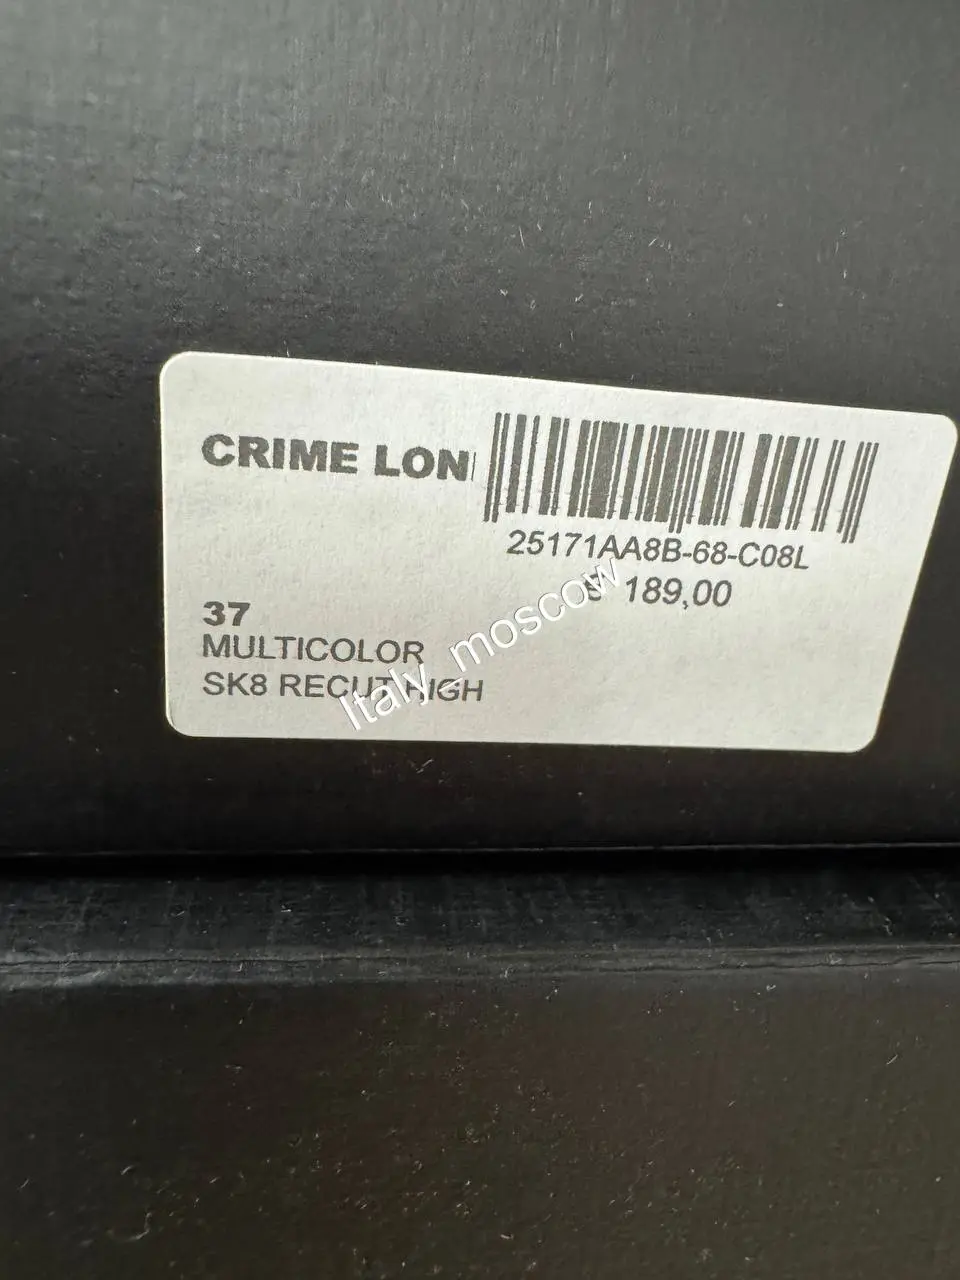 CRIME LON
25171AA8B-68-C08L
€ 189,00
37
MULTICOLOR
SK8 RECUT HIGH
Italy_moscow